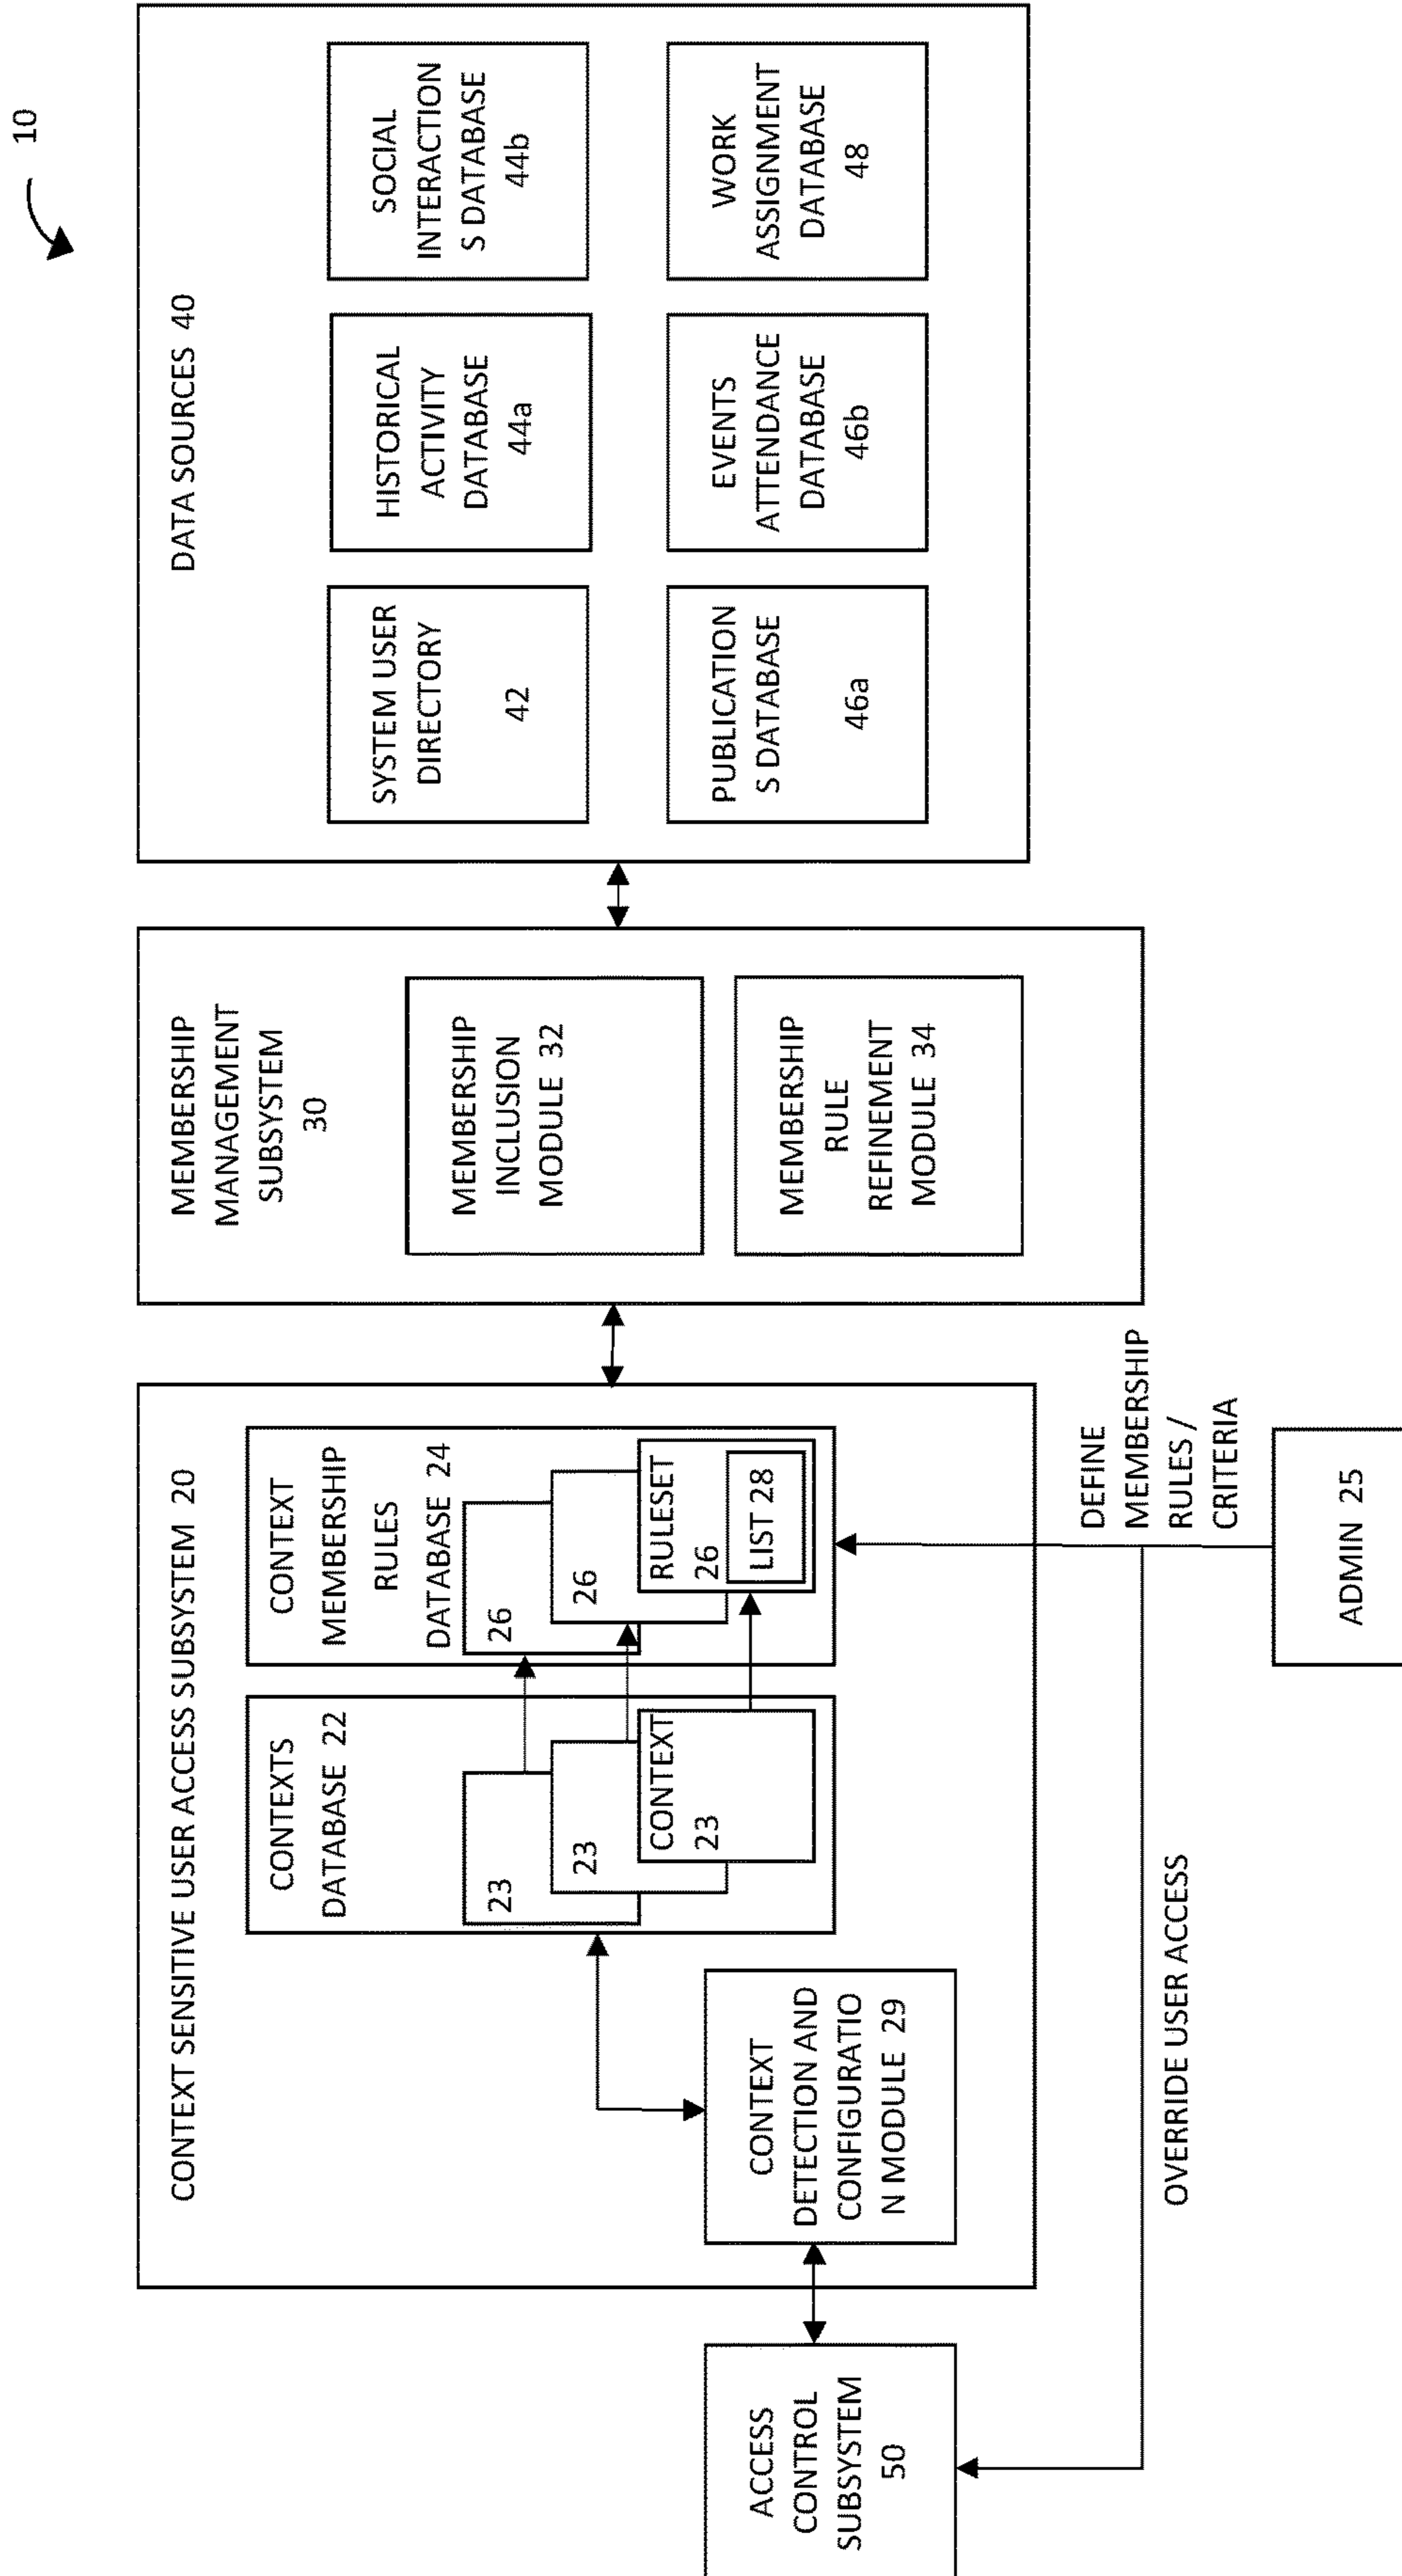 10
CONTEXT SENSITIVE USER ACCESS SUBSYSTEM 20
CONTEXTS
DATABASE 22
23
23
CONTEXT
23
CONTEXT
MEMBERSHIP
RULES
DATABASE 24
26
26
RULESET
26
LIST 28
CONTEXT
DETECTION AND
CONFIGURATIO
N MODULE 29
ACCESS
CONTROL
SUBSYSTEM
50
OVERRIDE USER ACCESS
DEFINE
MEMBERSHIP
RULES /
CRITERIA
ADMIN 25
MEMBERSHIP
MANAGEMENT
SUBSYSTEM
30
MEMBERSHIP
INCLUSION
MODULE 32
MEMBERSHIP
RULE
REFINEMENT
MODULE 34
DATA SOURCES 40
SYSTEM USER
DIRECTORY
42
HISTORICAL
ACTIVITY
DATABASE
44a
SOCIAL
INTERACTION
S DATABASE
44b
PUBLICATION
S DATABASE
46a
EVENTS
ATTENDANCE
DATABASE
46b
WORK
ASSIGNMENT
DATABASE
48